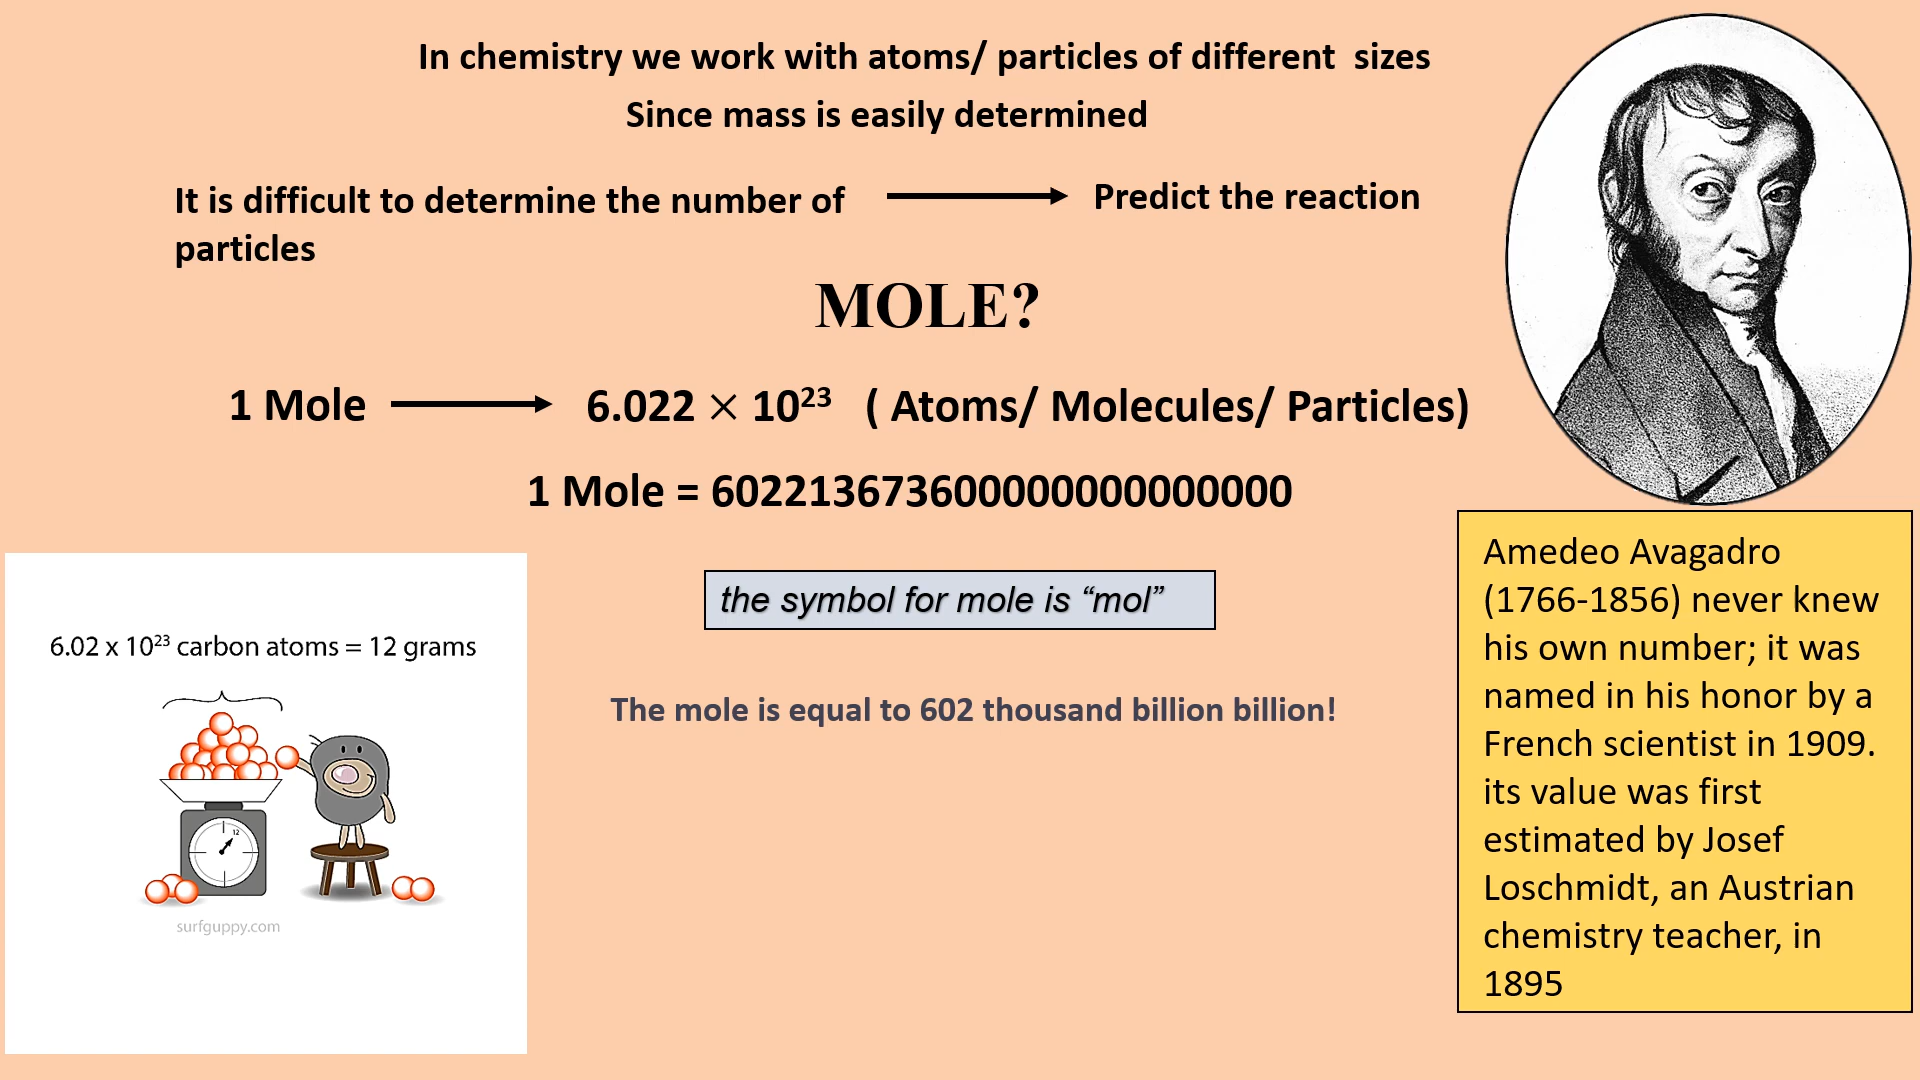 In chemistry we work with atoms/ particles of different  sizes
Since mass is easily determined
It is difficult to determine the number of
particles
Predict the reaction
MOLE?
1 Mole
6.022 × 10²³ ( Atoms/ Molecules/ Particles)
1 Mole = 602213673600000000000000
the symbol for mole is “mol”
The mole is equal to 602 thousand billion billion!
6.02 x 10²³ carbon atoms = 12 grams
12
surfguppy.com
Amedeo Avagadro
(1766-1856) never knew
his own number; it was
named in his honor by a
French scientist in 1909.
its value was first
estimated by Josef
Loschmidt, an Austrian
chemistry teacher, in
1895